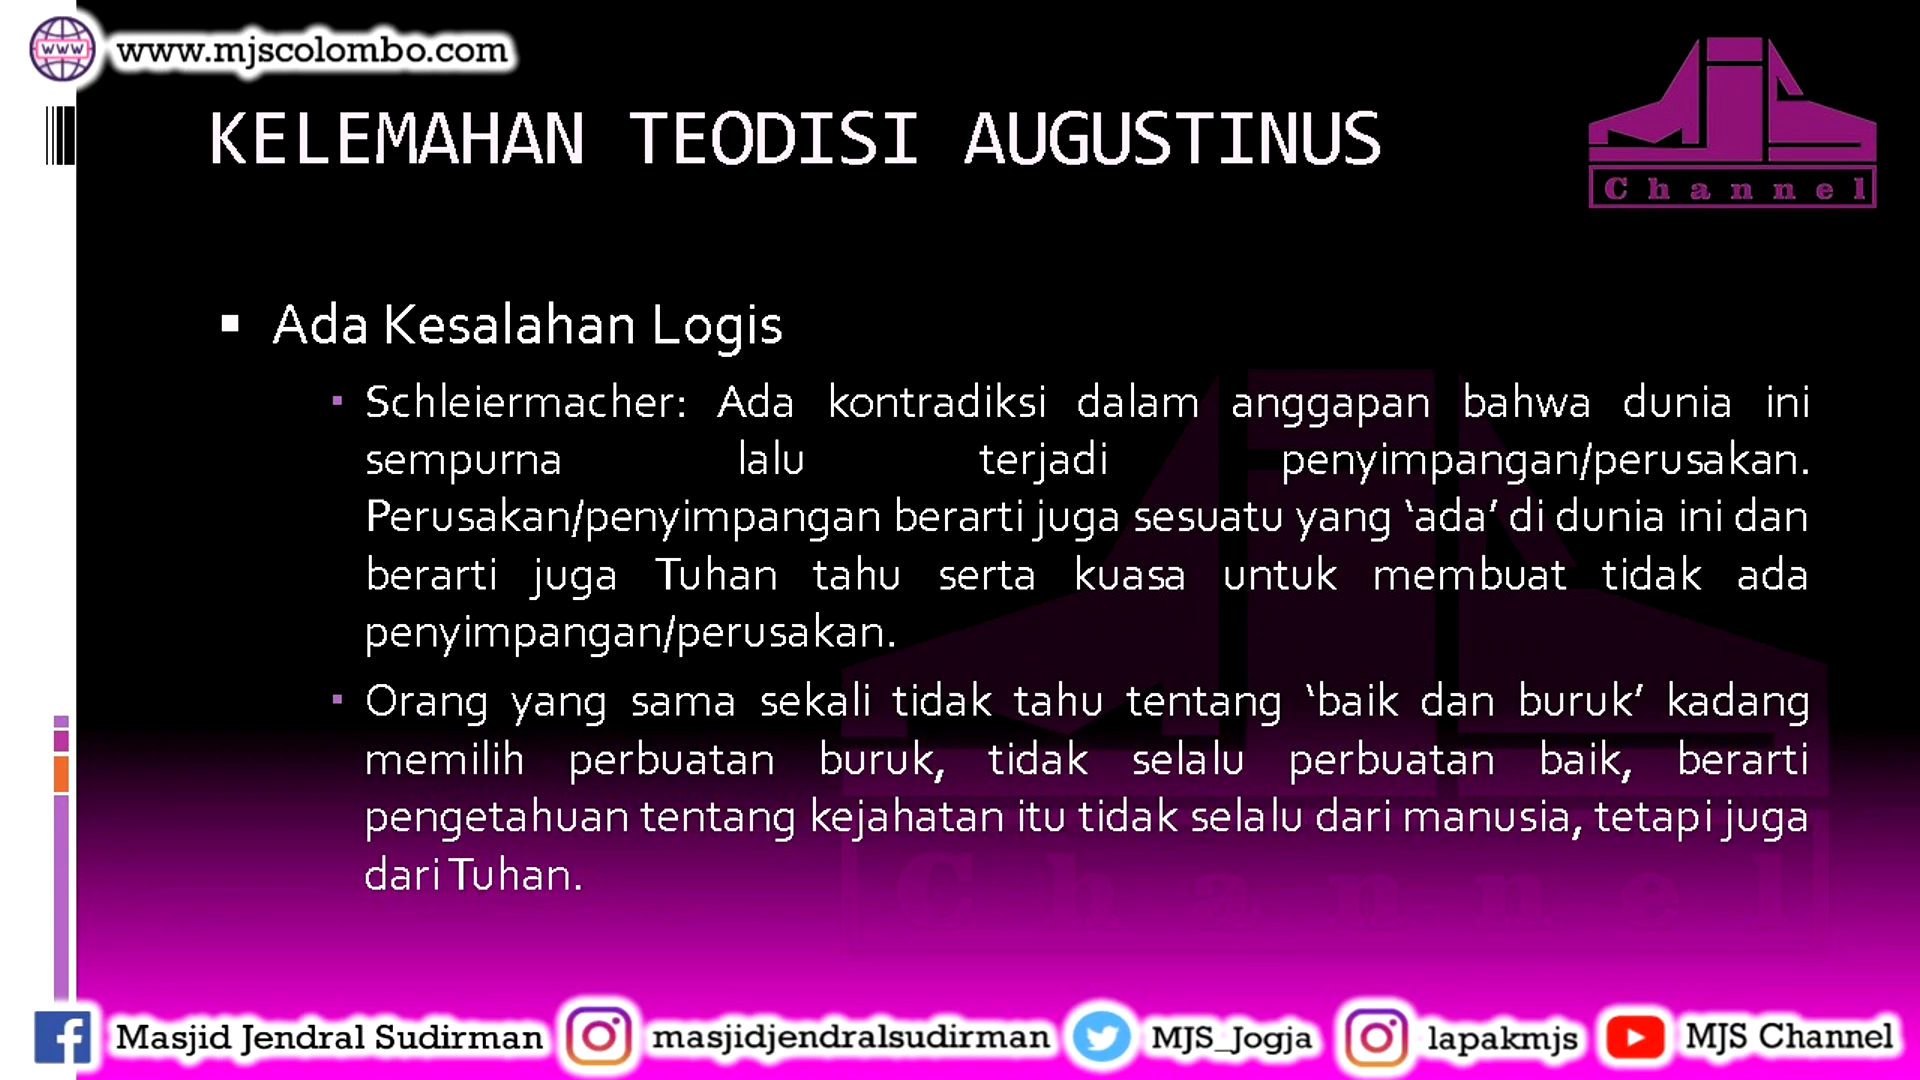 www.mjscolombo.com
KELEMAHAN TEODISI AUGUSTINUS
Channel
▪ Ada Kesalahan Logis
▪ Schleiermacher: Ada kontradiksi dalam anggapan bahwa dunia ini
sempurna lalu terjadi penyimpangan/perusakan.
Perusakan/penyimpangan berarti juga sesuatu yang ‘ada’ di dunia ini dan
berarti juga Tuhan tahu serta kuasa untuk membuat tidak ada
penyimpangan/perusakan.
▪ Orang yang sama sekali tidak tahu tentang ‘baik dan buruk’ kadang
memilih perbuatan buruk, tidak selalu perbuatan baik, berarti
pengetahuan tentang kejahatan itu tidak selalu dari manusia, tetapi juga
dari Tuhan.
Channel
Masjid Jendral Sudirman masjidjendralsudirman MJS_Jogja lapakmjs MJS Channel